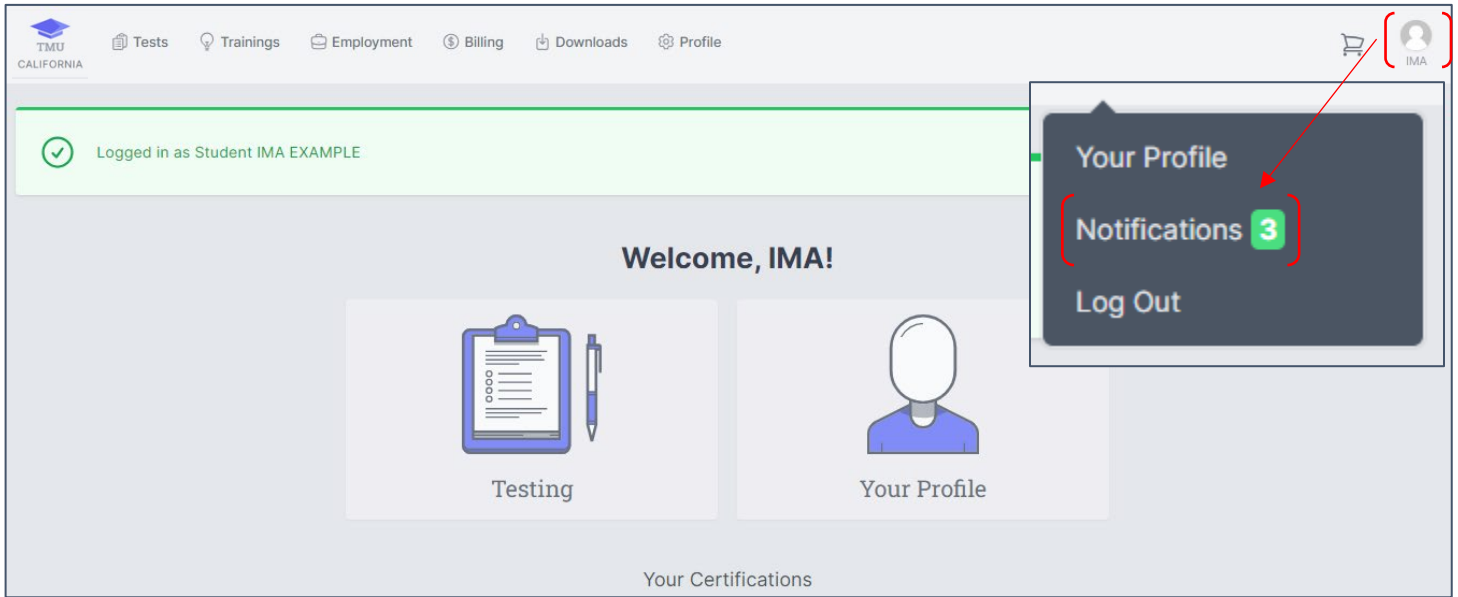 TMU
CALIFORNIA
Tests Trainings Employment Billing Downloads Profile
IMA
Logged in as Student IMA EXAMPLE
Your Profile
Notifications 3
Log Out
Welcome, IMA!
Testing
Your Profile
Your Certifications